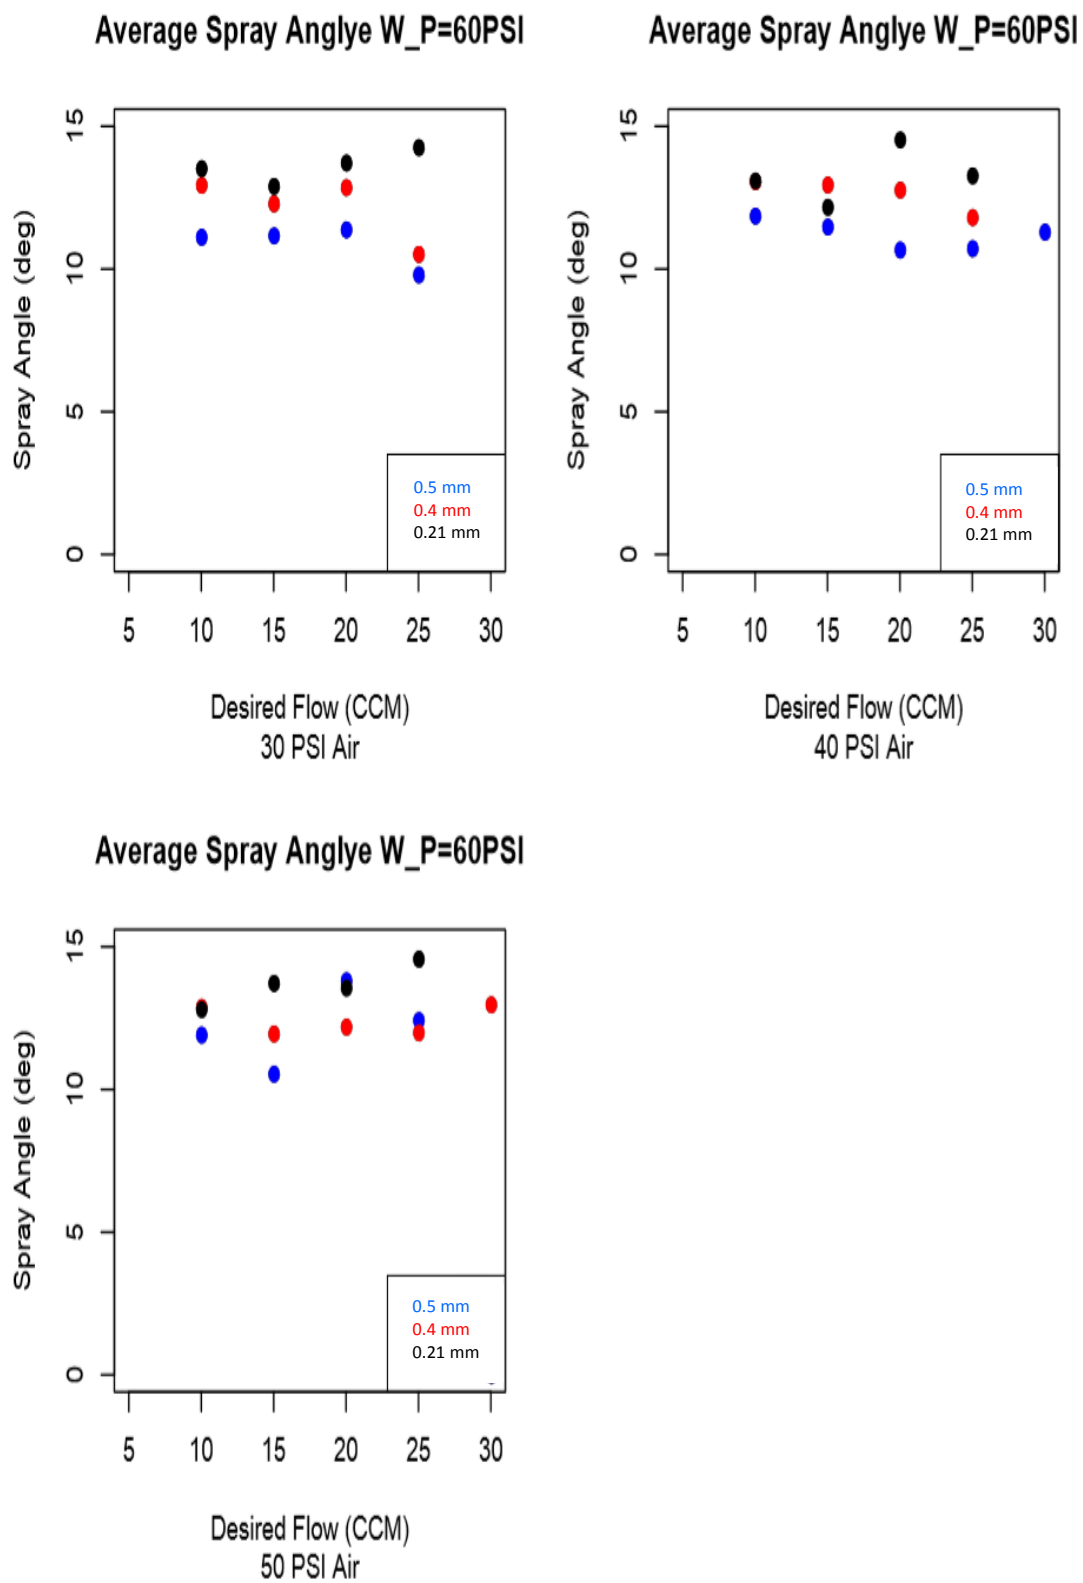 Average Spray Anglye W_P=60PSI
15
10
5
0
Spray Angle (deg)
0.5 mm
0.4 mm
0.21 mm
5 10 15 20 25 30
Desired Flow (CCM)
30 PSI Air
Average Spray Anglye W_P=60PSI
15
10
5
0
Spray Angle (deg)
0.5 mm
0.4 mm
0.21 mm
5 10 15 20 25 30
Desired Flow (CCM)
40 PSI Air
Average Spray Anglye W_P=60PSI
15
10
5
0
Spray Angle (deg)
0.5 mm
0.4 mm
0.21 mm
5 10 15 20 25 30
Desired Flow (CCM)
50 PSI Air